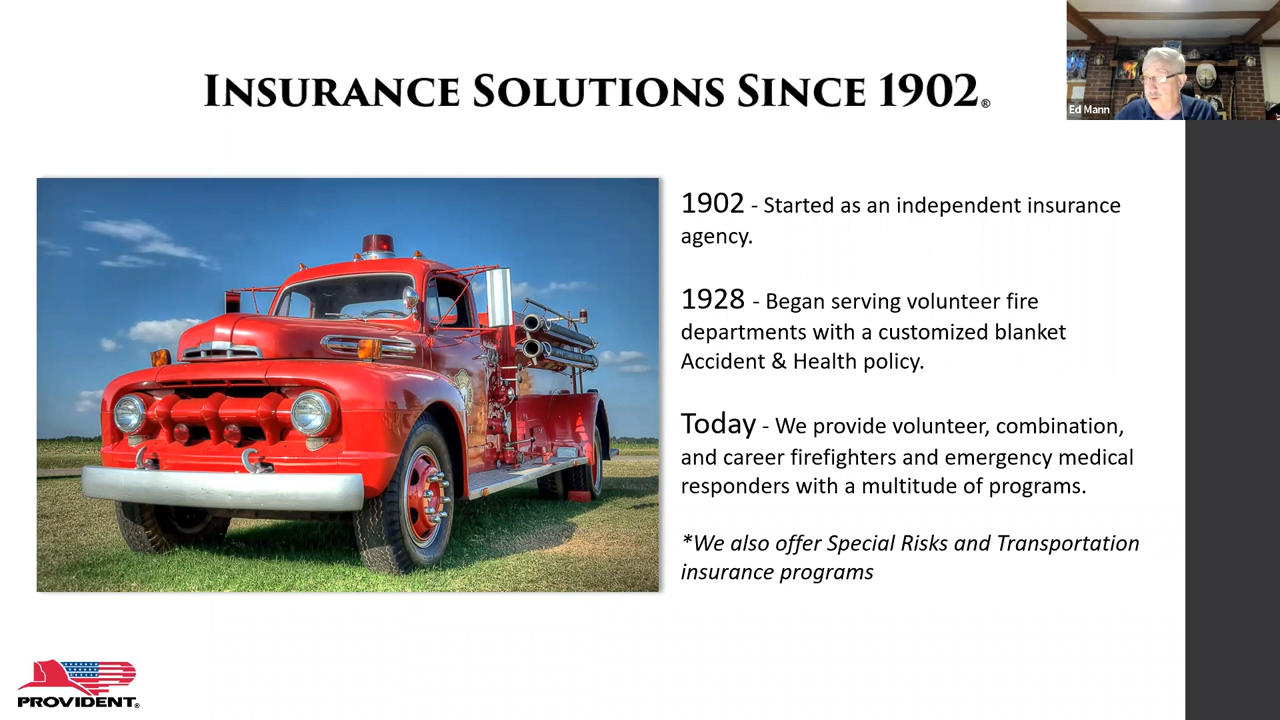 INSURANCE SOLUTIONS SINCE 1902®
Ed Mann
1902 - Started as an independent insurance
agency.
1928 - Began serving volunteer fire
departments with a customized blanket
Accident & Health policy.
Today - We provide volunteer, combination,
and career firefighters and emergency medical
responders with a multitude of programs.
*We also offer Special Risks and Transportation
insurance programs
PROVIDENT®